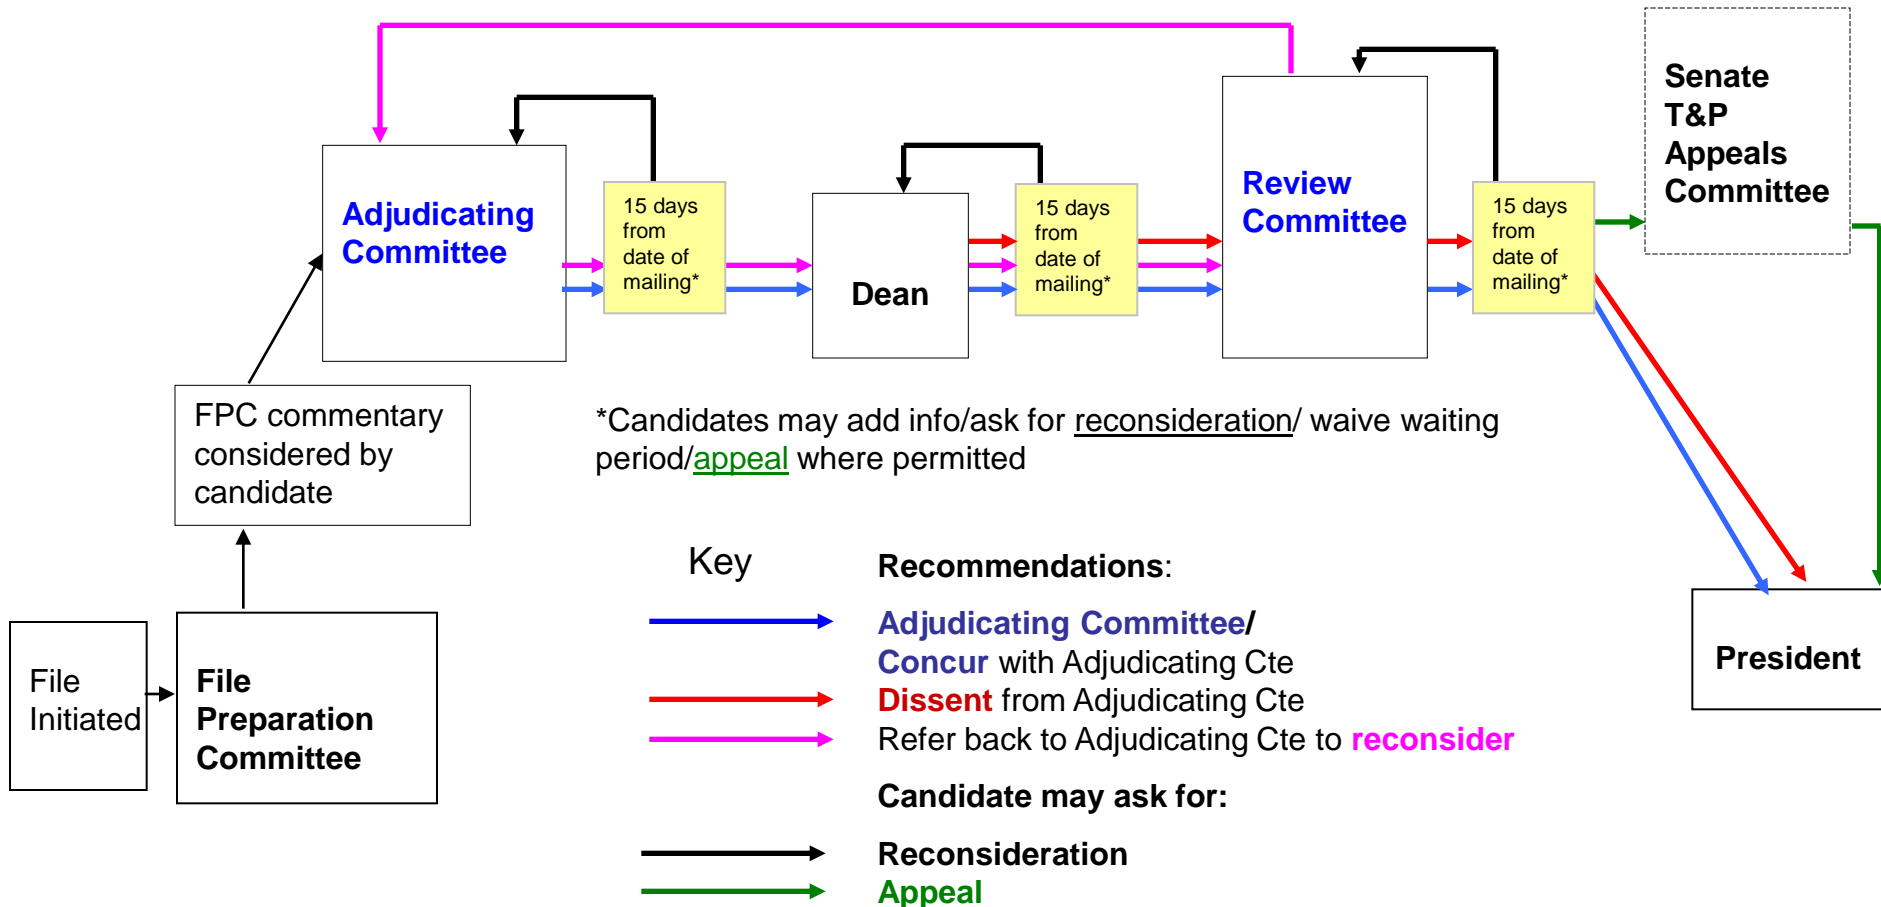 Senate
T&P
Appeals
Committee
Adjudicating
Committee
15 days
from
date of
mailing*
Dean
15 days
from
date of
mailing*
Review
Committee
15 days
from
date of
mailing*
FPC commentary
considered by
candidate
*Candidates may add info/ask for reconsideration/ waive waiting
period/appeal where permitted
File
Initiated
File
Preparation
Committee
President
Key
Recommendations:
Adjudicating Committee/
Concur with Adjudicating Cte
Dissent from Adjudicating Cte
Refer back to Adjudicating Cte to reconsider
Candidate may ask for:
Reconsideration
Appeal